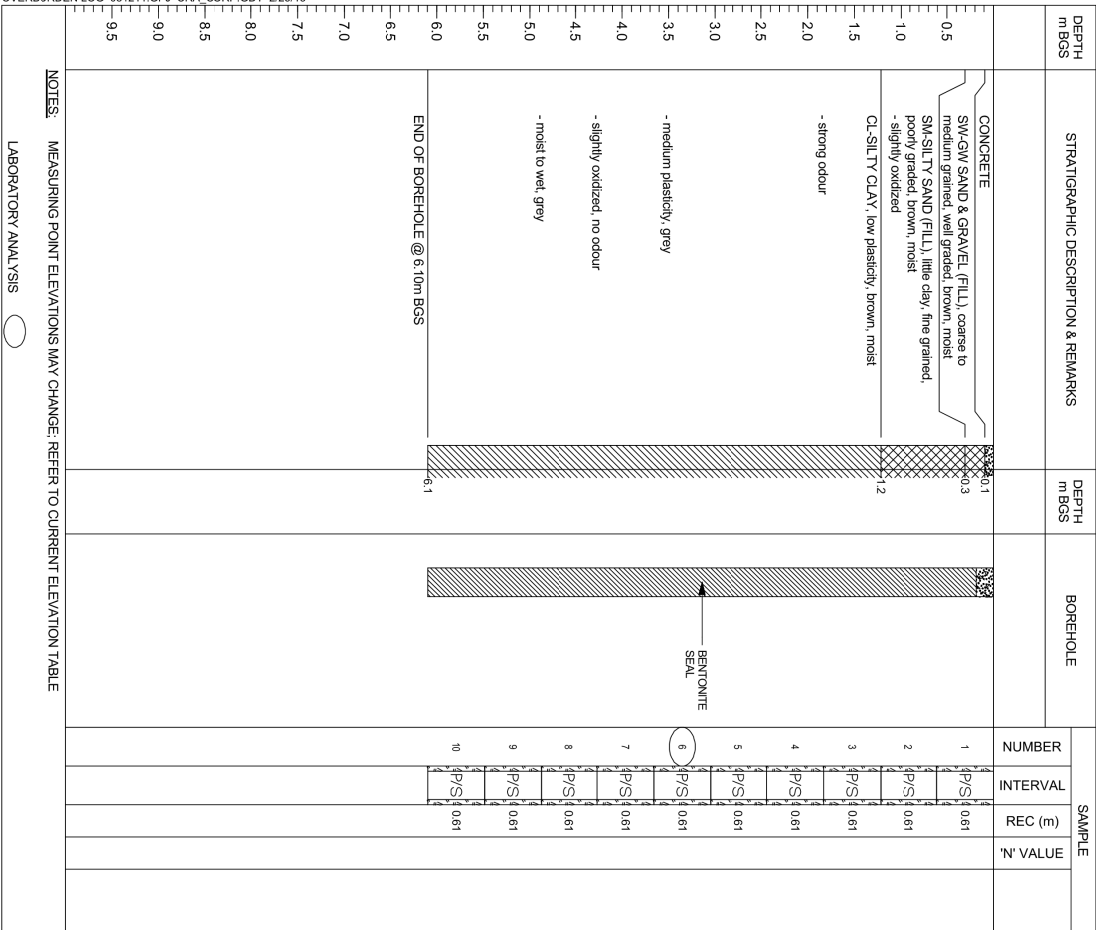 DEPTH
m BGS
STRATIGRAPHIC DESCRIPTION & REMARKS
DEPTH
m BGS
BOREHOLE
SAMPLE
NUMBER
INTERVAL
REC (m)
'N' VALUE
CONCRETE
SW-GW SAND & GRAVEL (FILL), coarse to
medium grained, well graded, brown, moist
SM-SILTY SAND (FILL), little clay, fine grained,
poorly graded, brown, moist
- slightly oxidized
CL-SILTY CLAY, low plasticity, brown, moist
- strong odour
- medium plasticity, grey
- slightly oxidized, no odour
- moist to wet, grey
END OF BOREHOLE @ 6.10m BGS
0.5
1.0
1.5
2.0
2.5
3.0
3.5
4.0
4.5
5.0
5.5
6.0
6.5
7.0
7.5
8.0
8.5
9.0
9.5
0.1
0.3
1.2
6.1
BENTONITE
SEAL
1 P/S 0.61
2 P/S 0.61
3 P/S 0.61
4 P/S 0.61
5 P/S 0.61
6 P/S 0.61
7 P/S 0.61
8 P/S 0.61
9 P/S 0.61
10 P/S 0.61
NOTES: MEASURING POINT ELEVATIONS MAY CHANGE; REFER TO CURRENT ELEVATION TABLE
LABORATORY ANALYSIS